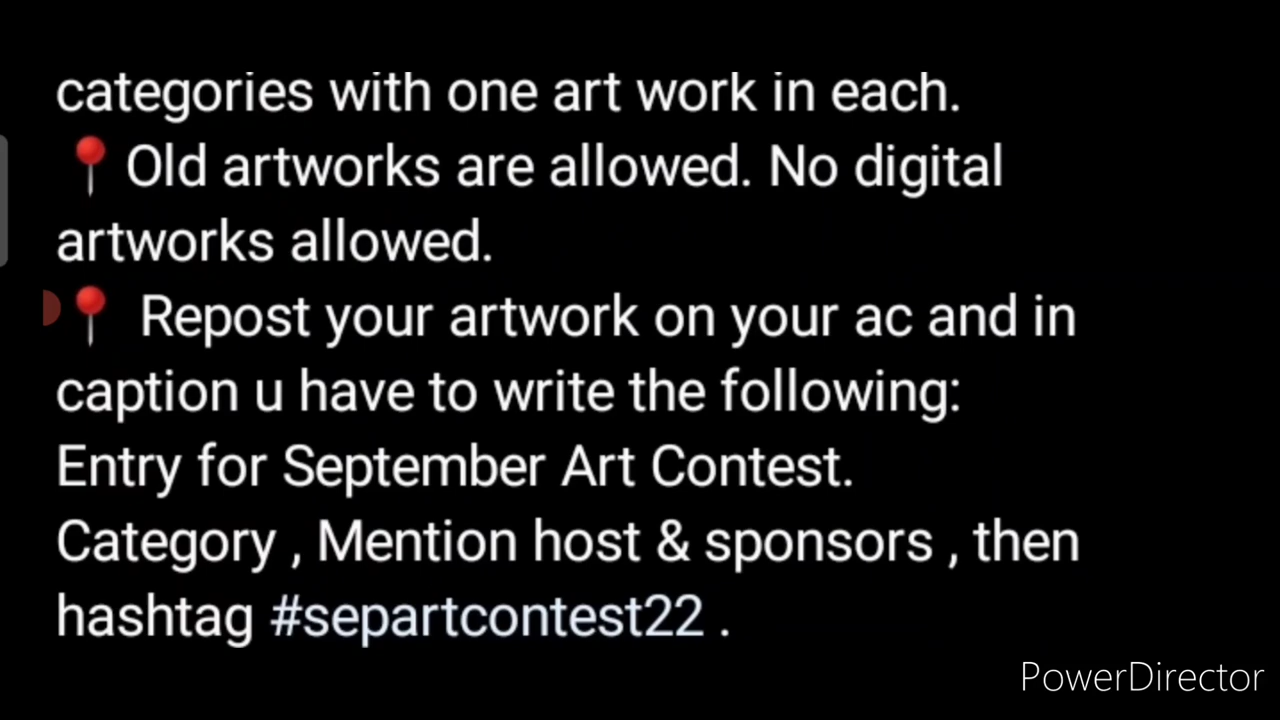 categories with one art work in each.
📍Old artworks are allowed. No digital
artworks allowed.
📍 Repost your artwork on your ac and in
caption u have to write the following:
Entry for September Art Contest.
Category , Mention host & sponsors , then
hashtag #separtcontest22 .
PowerDirector